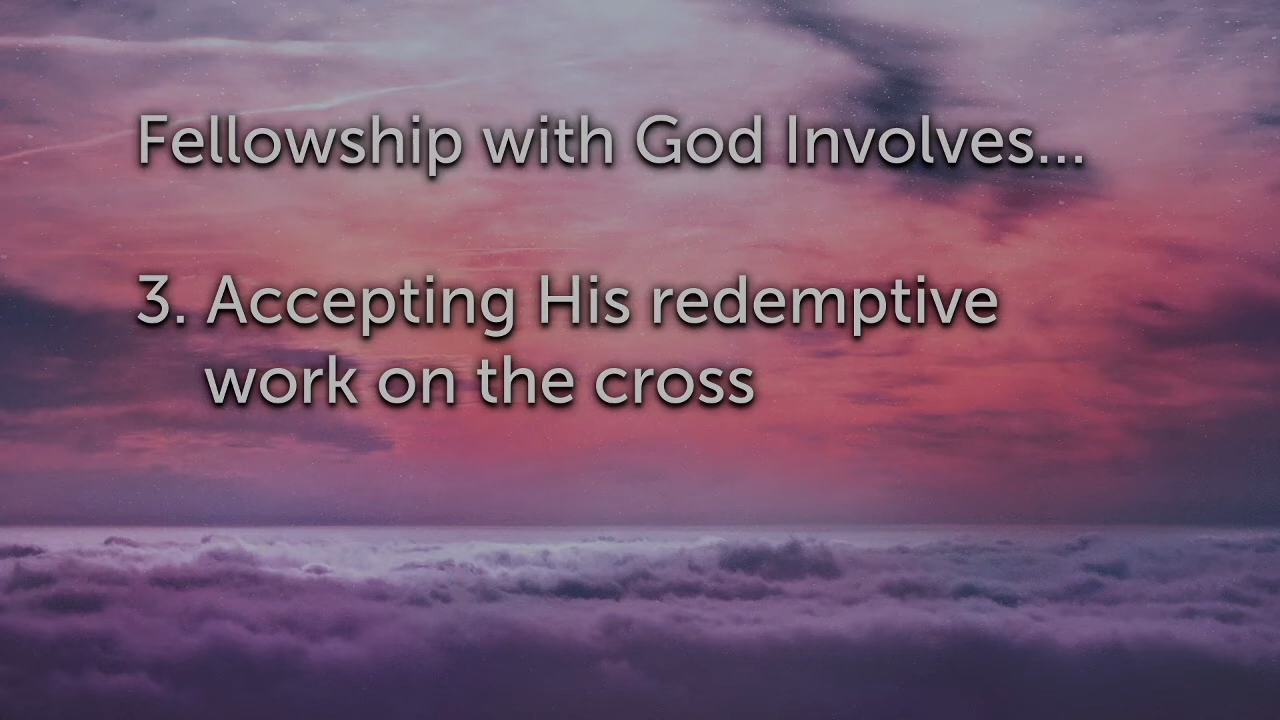 Fellowship with God Involves...
3. Accepting His redemptive
work on the cross